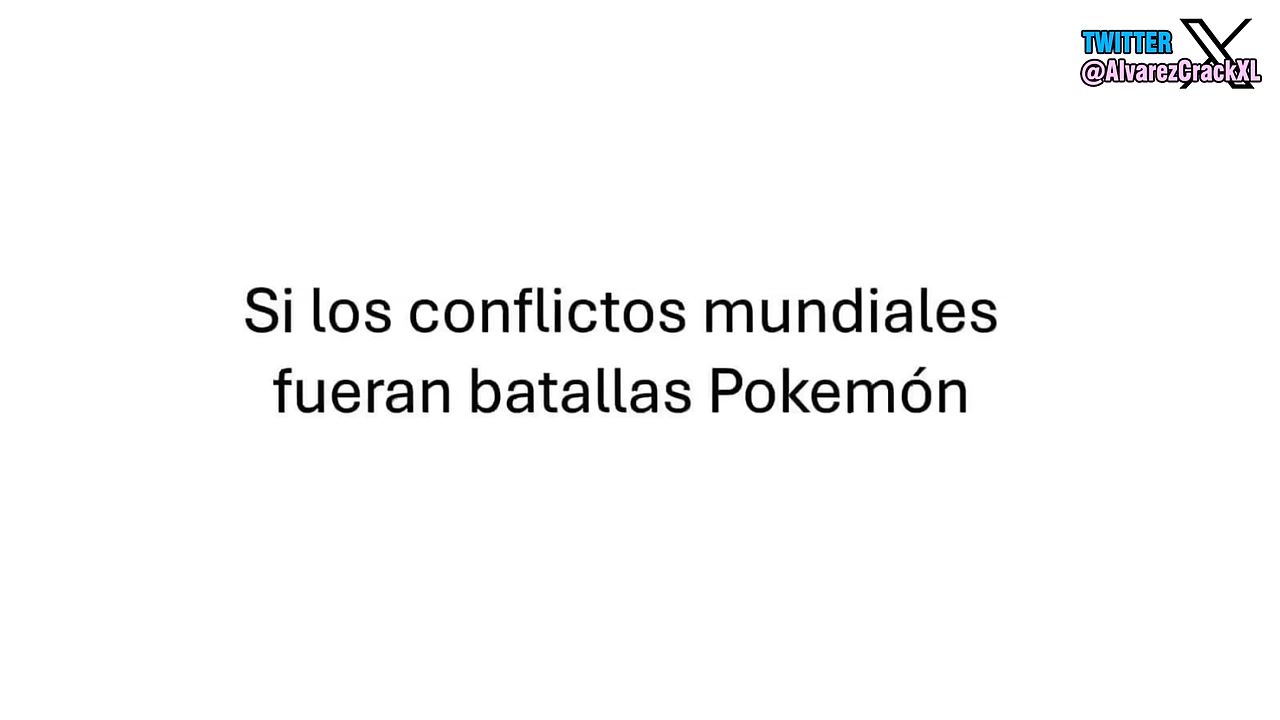 TWITTER
@AlvarezCrackXL
Si los conflictos mundiales
fueran batallas Pokemón